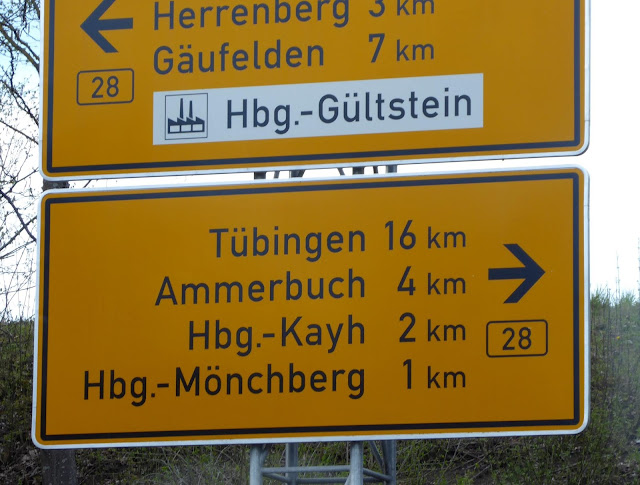 Herrenberg 3 km
Gäufelden 7 km
28
Hbg.-Gültstein
Tübingen 16 km
Ammerbuch 4 km
Hbg.-Kayh 2 km
28
Hbg.-Mönchberg 1 km